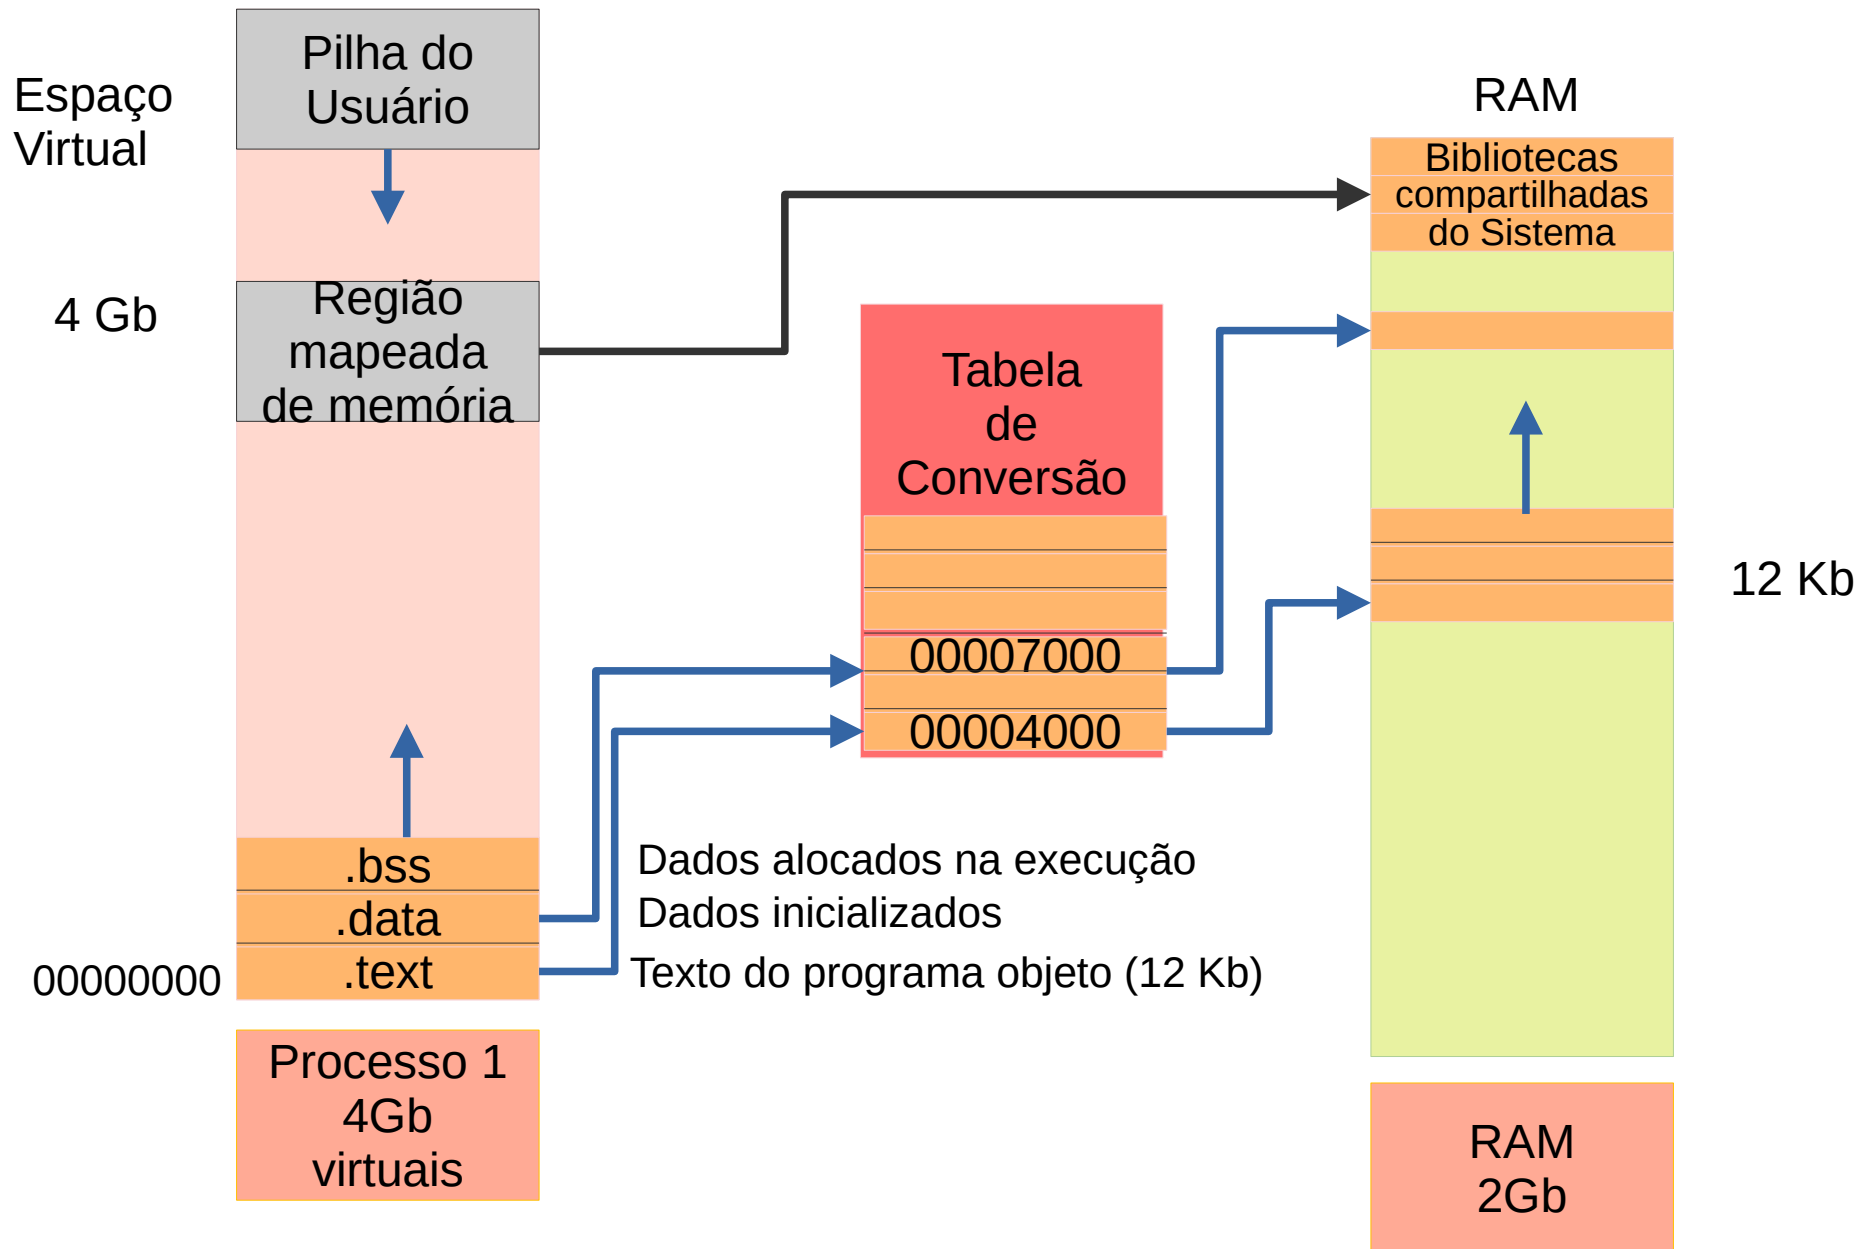 Pilha do
Usuário
Espaço
Virtual
4 Gb
Região
mapeada
de memória
RAM
Bibliotecas
compartilhadas
do Sistema
Tabela
de
Conversão
00007000
00004000
12 Kb
.bss
.data
.text
00000000
Dados alocados na execução
Dados inicializados
Texto do programa objeto (12 Kb)
Processo 1
4Gb
virtuais
RAM
2Gb